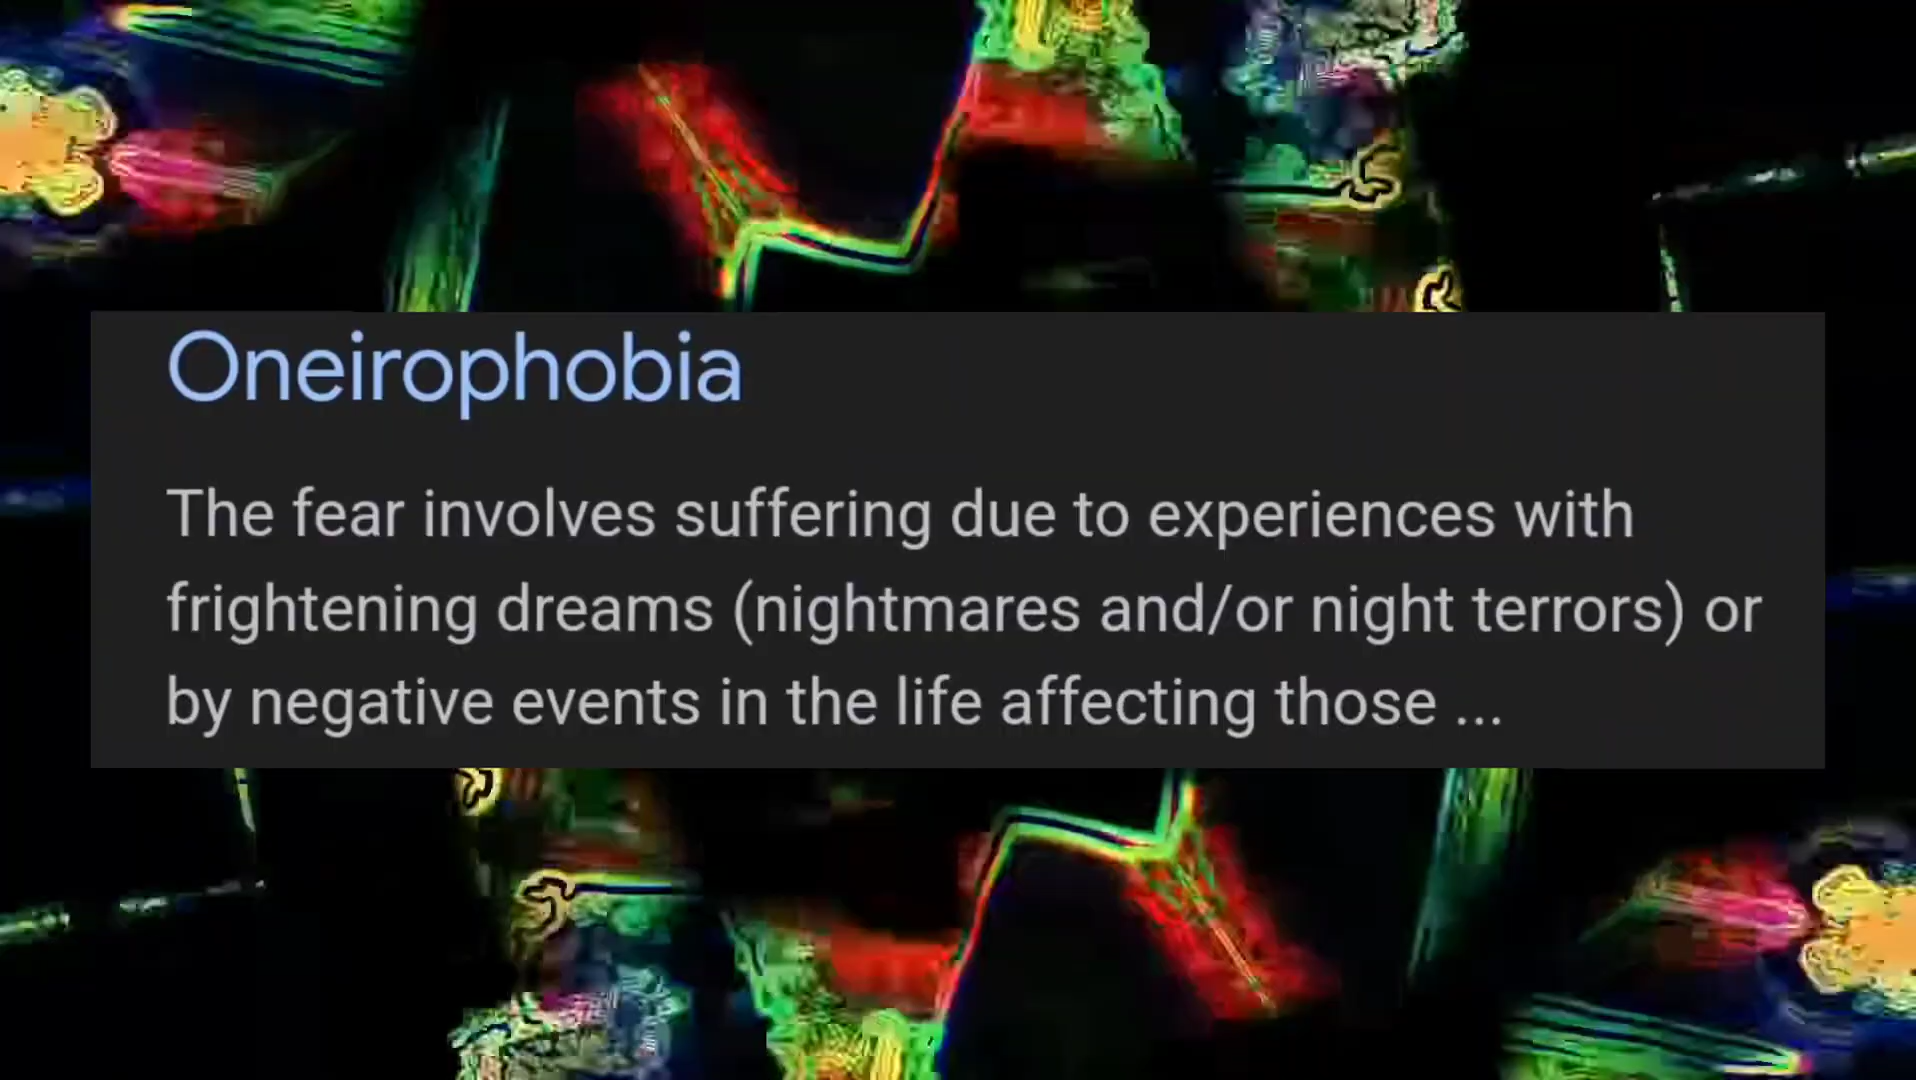 Oneirophobia
The fear involves suffering due to experiences with
frightening dreams (nightmares and/or night terrors) or
by negative events in the life affecting those ...